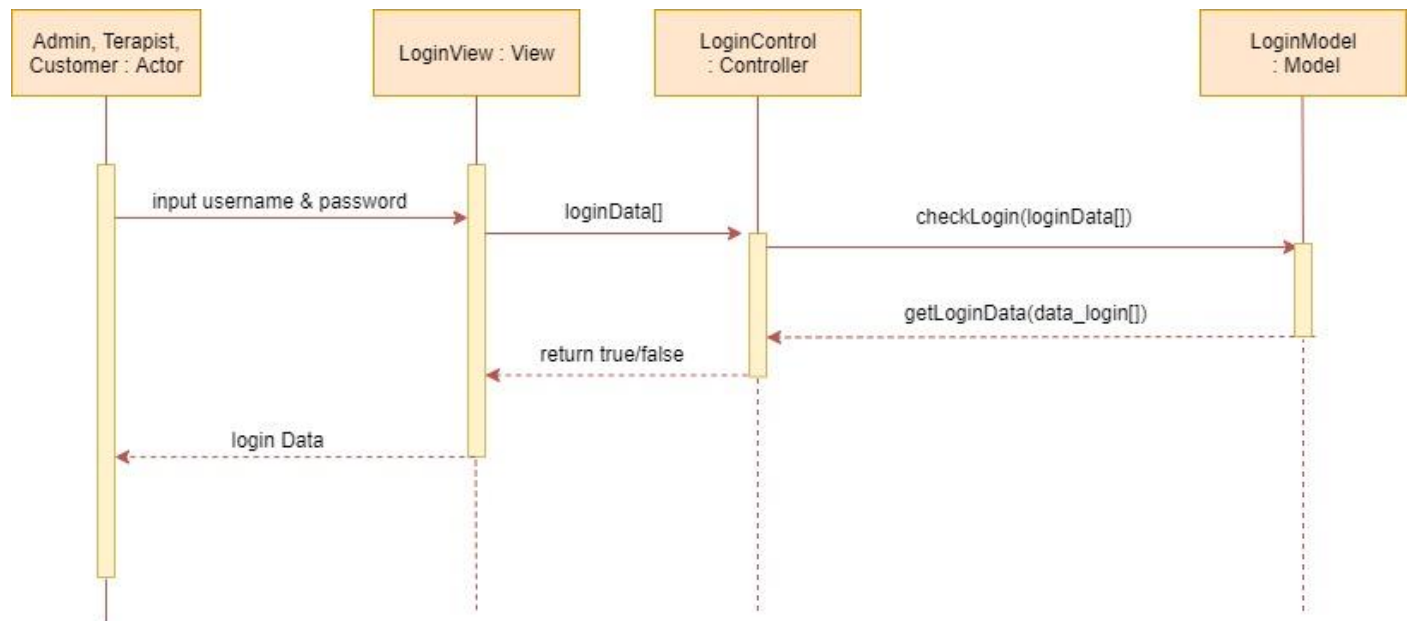 Admin, Terapist,
Customer : Actor
LoginView : View
LoginControl
: Controller
LoginModel
: Model
input username & password
loginData[]
checkLogin(loginData[])
getLoginData(data_login[])
return true/false
login Data